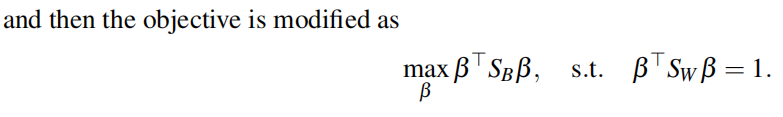 and then the objective is modified as
max β⊤S_Bβ, s.t. β⊤S_Wβ = 1.
β